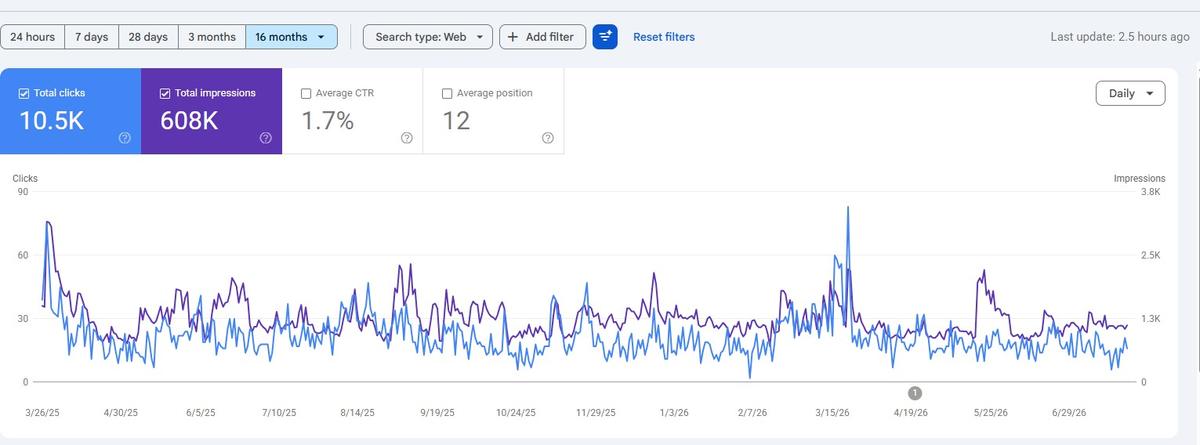 24 hours 7 days 28 days 3 months 16 months Search type: Web Add filter Reset filters Last update: 2.5 hours ago
Total clicks Total impressions Average CTR Average position Daily
10.5K 608K 1.7% 12
Clicks Impressions
90 3.8K
60 2.5K
30 1.3K
0 0
1
3/26/25 4/30/25 6/5/25 7/10/25 8/14/25 9/19/25 10/24/25 11/29/25 1/3/26 2/7/26 3/15/26 4/19/26 5/25/26 6/29/26